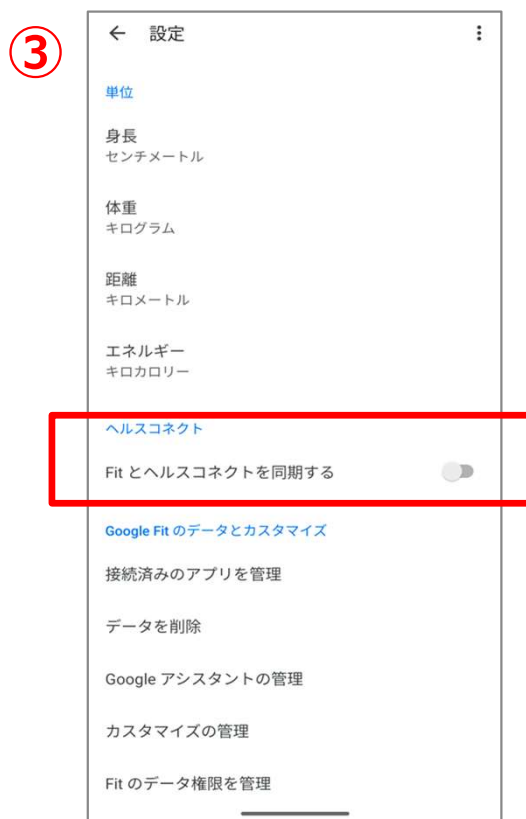 ③
設定
単位
身長
センチメートル
体重
キログラム
距離
キロメートル
エネルギー
キロカロリー
ヘルスコネクト
Fit とヘルスコネクトを同期する
Google Fit のデータとカスタマイズ
接続済みのアプリを管理
データを削除
Google アシスタントの管理
カスタマイズの管理
Fit のデータ権限を管理